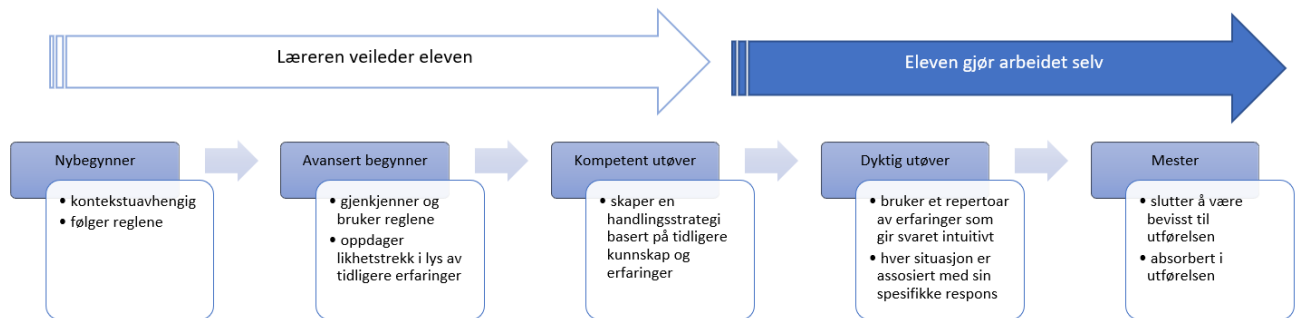 Læreren veileder eleven
Eleven gjør arbeidet selv
Nybegynner
• kontekstuavhengig
• følger reglene
Avansert begynner
• gjenkjenner og
bruker reglene
• oppdager
likhetstrekk i lys av
tidligere erfaringer
Kompetent utøver
• skaper en
handlingsstrategi
basert på tidligere
kunnskap og
erfaringer
Dyktig utøver
• bruker et repertoar
av erfaringer som
gir svaret intuitivt
• hver situasjon er
assosiert med sin
spesifikke respons
Mester
• slutter å være
bevisst til
utførelsen
• absorbert i
utførelsen